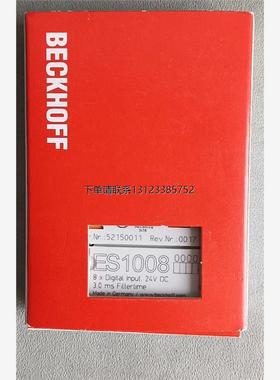 BECKHOFF
下单请联系13123385752
Nr.:52150011 Rev.Nr.:0017
ES1008
8 x Digital Input, 24V DC
3.0 ms Filtertime
Made in Germany